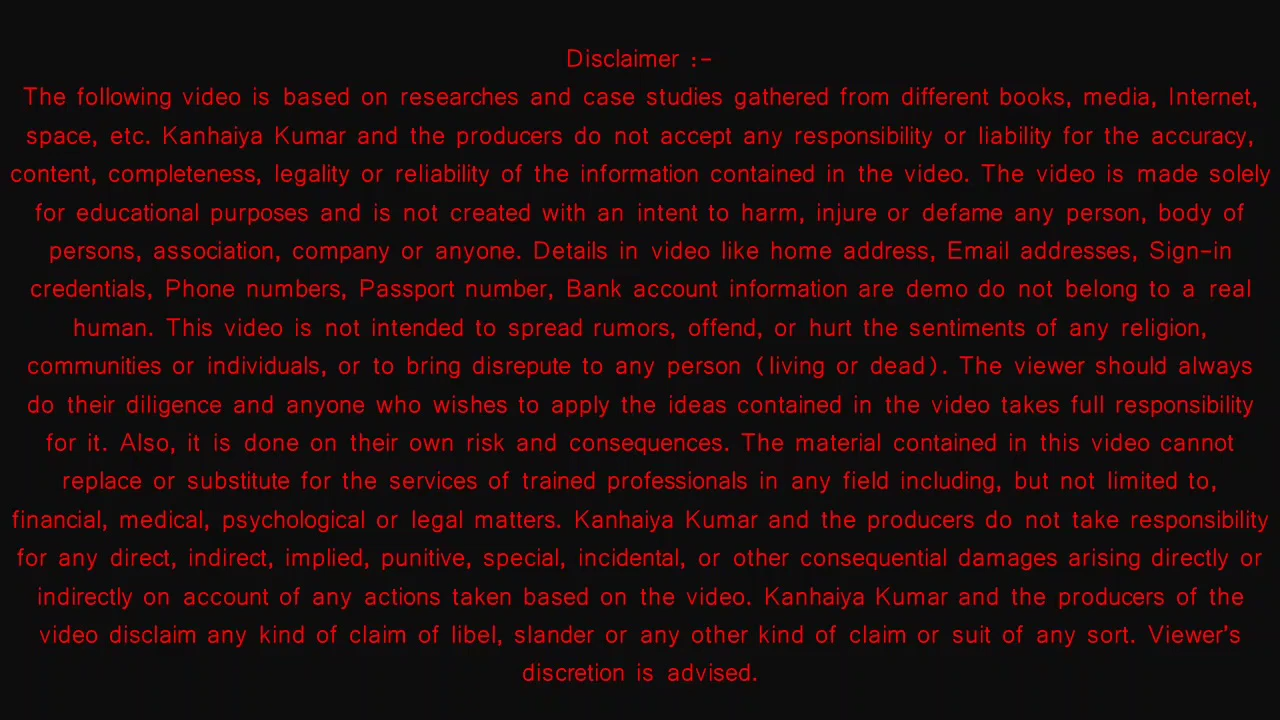 Disclaimer :-
The following video is based on researches and case studies gathered from different books, media, Internet,
space, etc. Kanhaiya Kumar and the producers do not accept any responsibility or liability for the accuracy,
content, completeness, legality or reliability of the information contained in the video. The video is made solely
for educational purposes and is not created with an intent to harm, injure or defame any person, body of
persons, association, company or anyone. Details in video like home address, Email addresses, Sign-in
credentials, Phone numbers, Passport number, Bank account information are demo do not belong to a real
human. This video is not intended to spread rumors, offend, or hurt the sentiments of any religion,
communities or individuals, or to bring disrepute to any person (living or dead). The viewer should always
do their diligence and anyone who wishes to apply the ideas contained in the video takes full responsibility
for it. Also, it is done on their own risk and consequences. The material contained in this video cannot
replace or substitute for the services of trained professionals in any field including, but not limited to,
financial, medical, psychological or legal matters. Kanhaiya Kumar and the producers do not take responsibility
for any direct, indirect, implied, punitive, special, incidental, or other consequential damages arising directly or
indirectly on account of any actions taken based on the video. Kanhaiya Kumar and the producers of the
video disclaim any kind of claim of libel, slander or any other kind of claim or suit of any sort. Viewer's
discretion is advised.